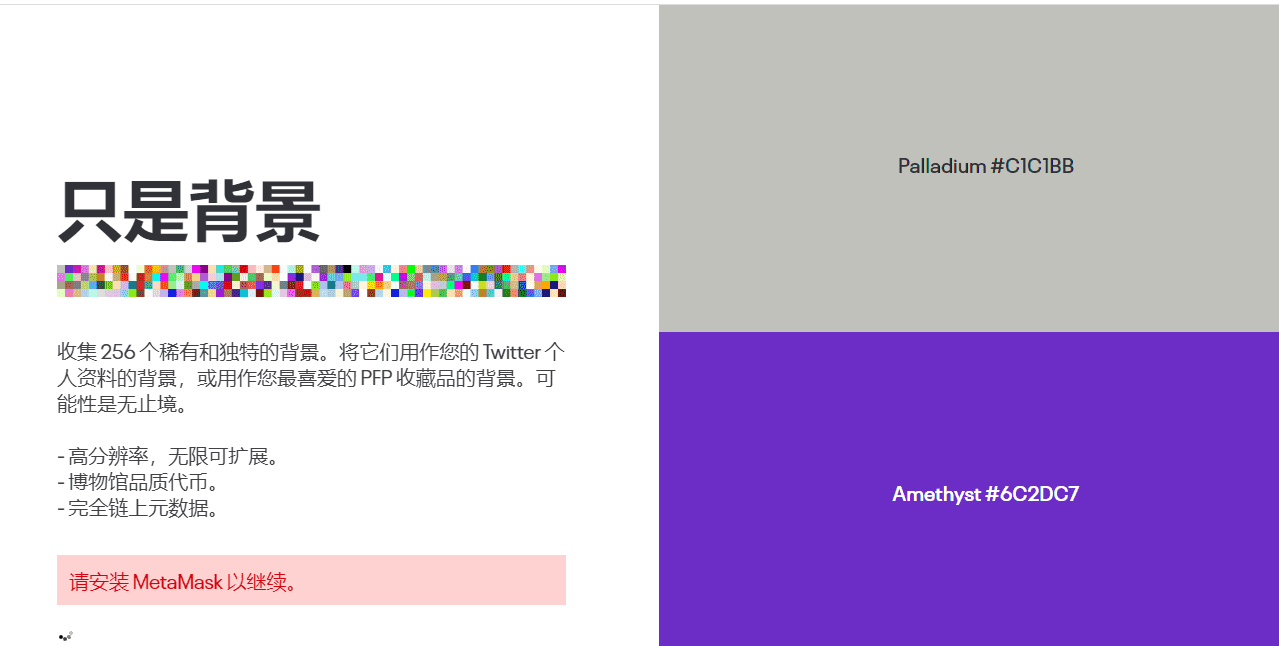 只是背景
收集 256 个稀有和独特的背景。将它们用作您的 Twitter 个
人资料的背景，或用作您最喜爱的 PFP 收藏品的背景。可
能性是无止境。
- 高分辨率，无限可扩展。
- 博物馆品质代币。
- 完全链上元数据。
请安装 MetaMask 以继续。
Palladium #C1C1BB
Amethyst #6C2DC7